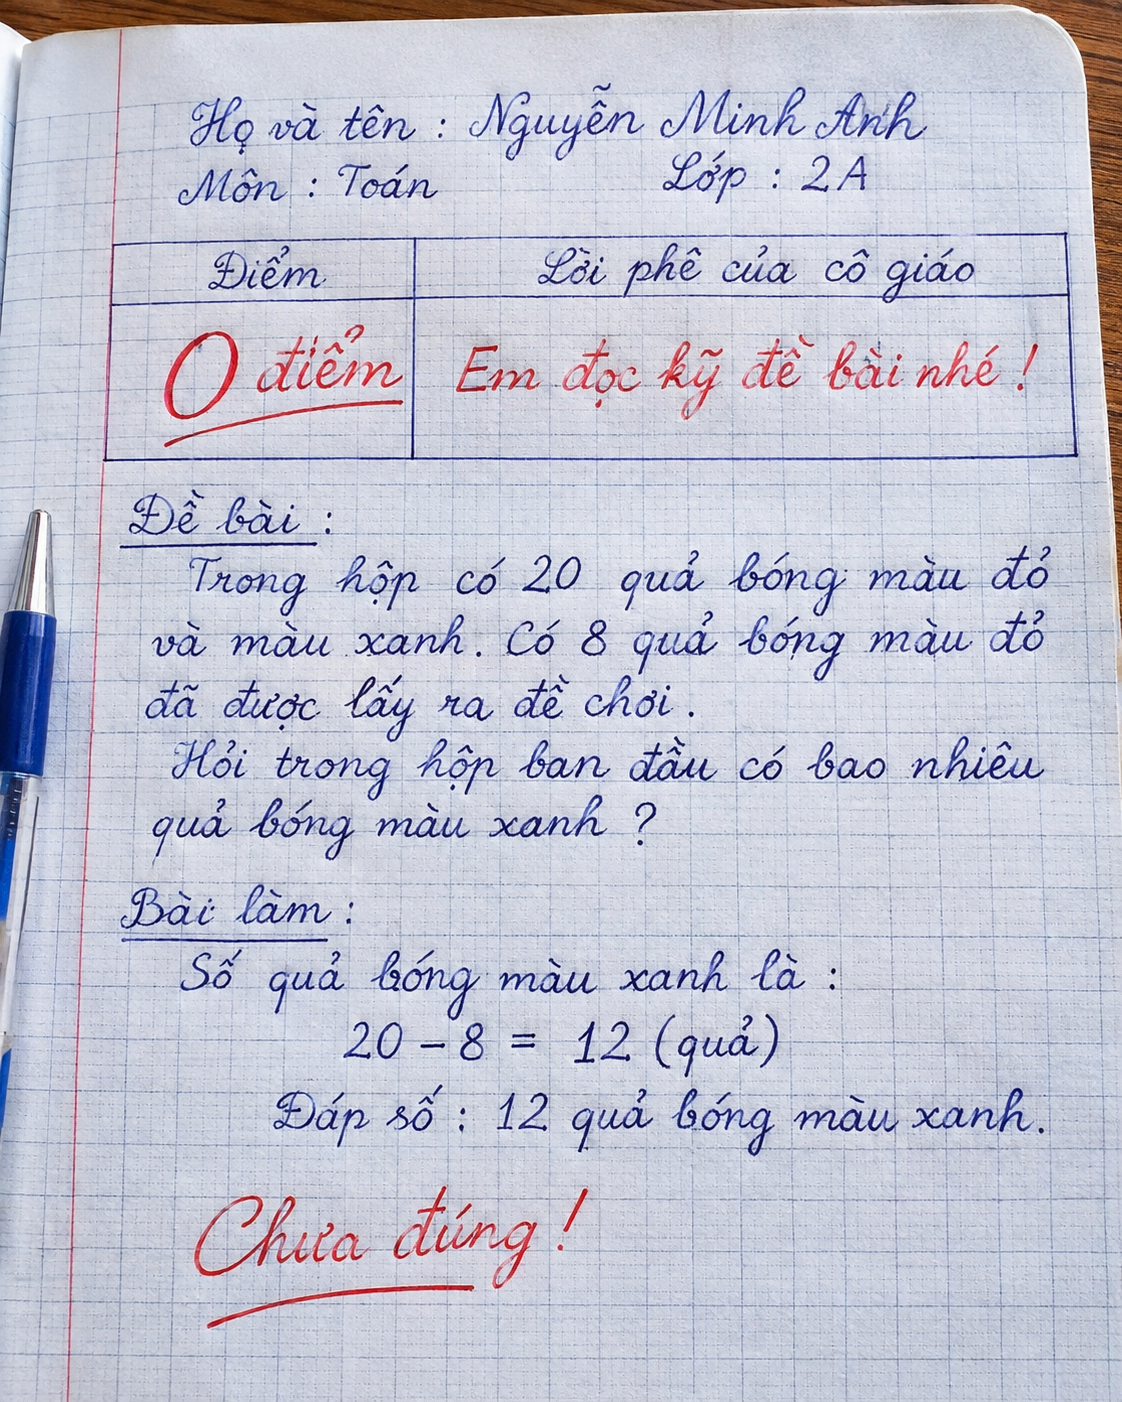 Họ và tên : Nguyễn Minh Anh
Môn : Toán Lớp : 2A
Điểm Lời phê của cô giáo
0 điểm Em đọc kỹ đề bài nhé !
Đề bài :
Trong hộp có 20 quả bóng màu đỏ
và màu xanh. Có 8 quả bóng màu đỏ
đã được lấy ra đề chơi.
Hỏi trong hộp ban đầu có bao nhiêu
quả bóng màu xanh ?
Bài làm :
Số quả bóng màu xanh là :
20 - 8 = 12 (quả)
Đáp số : 12 quả bóng màu xanh.
Chưa đúng !